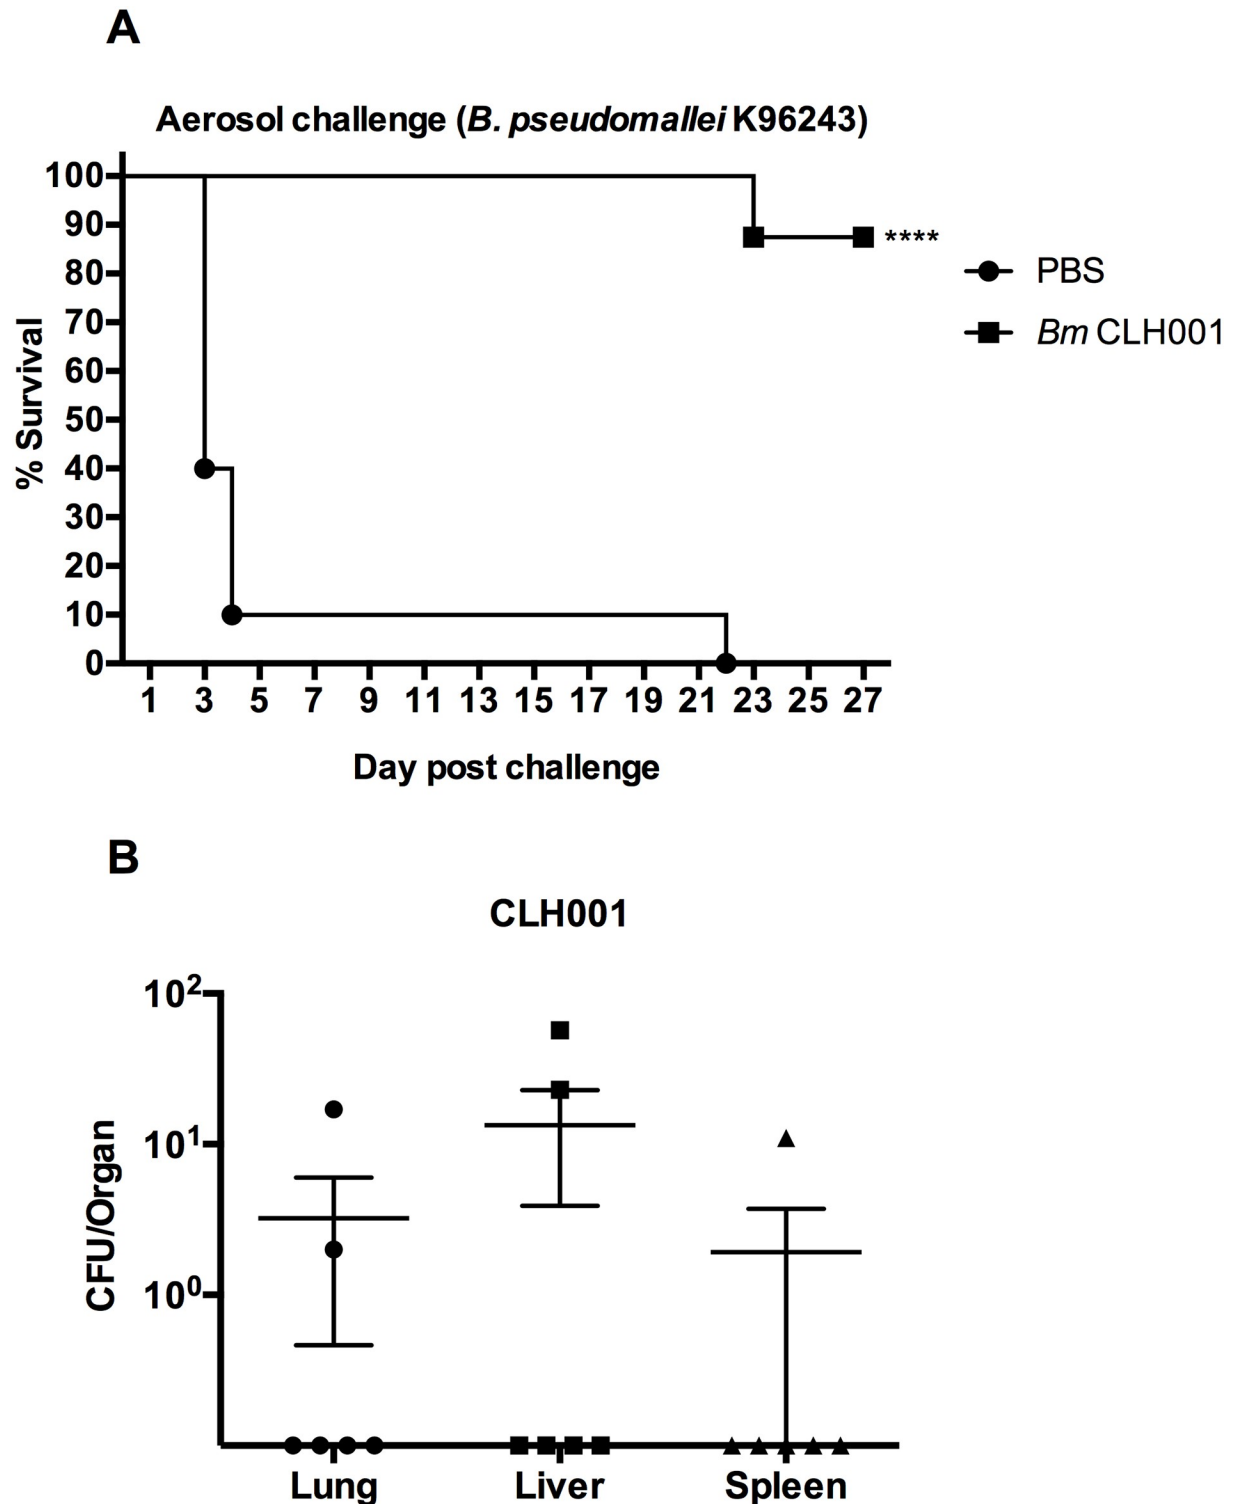 A
Aerosol challenge (B. pseudomallei K96243)
100
90
80
70
60
50
40
30
20
10
0
% Survival
1 3 5 7 9 11 13 15 17 19 21 23 25 27
Day post challenge
****
PBS
Bm CLH001
B
CLH001
10²
10¹
10⁰
CFU/Organ
Lung Liver Spleen